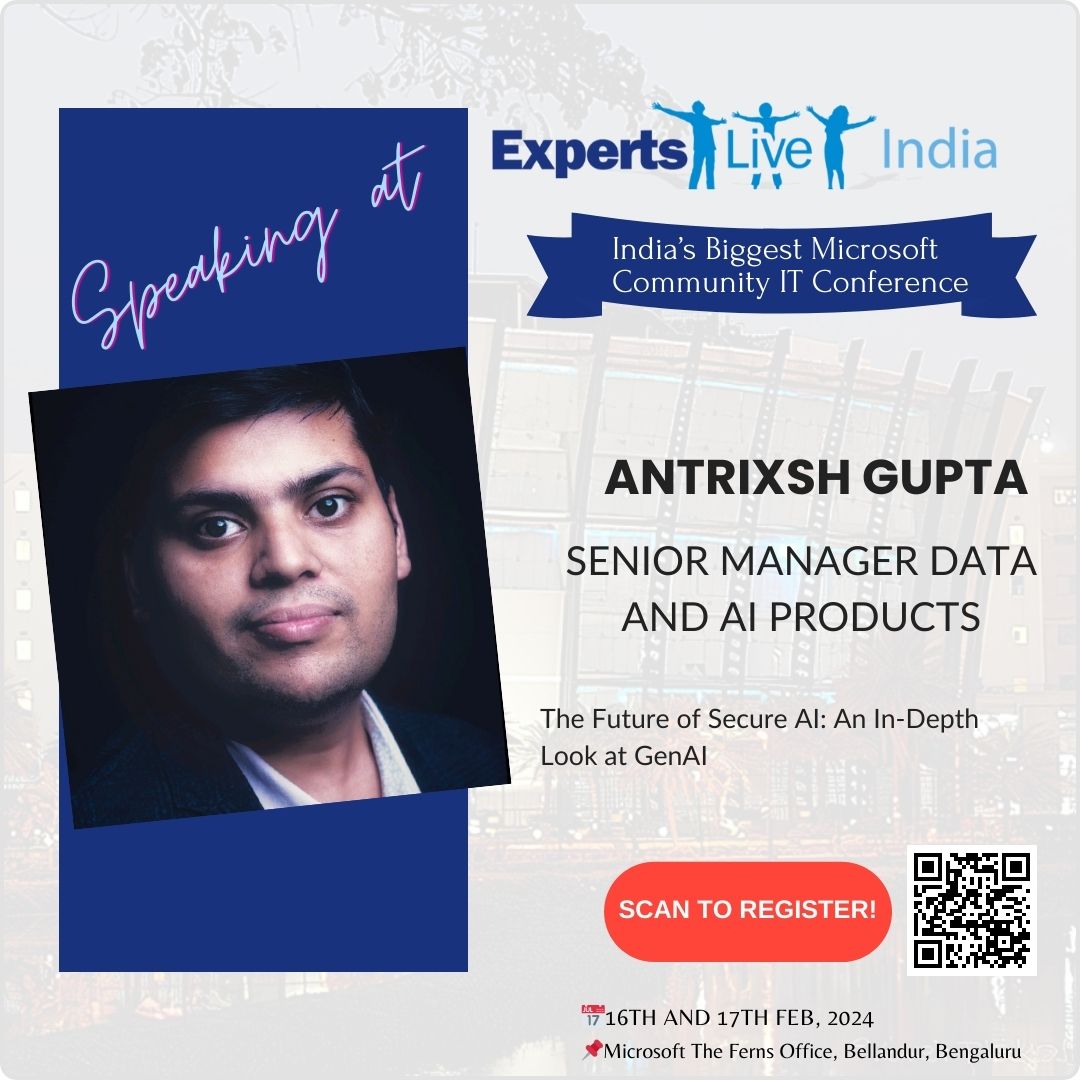 Speaking at
Experts Live India
India's Biggest Microsoft
Community IT Conference
ANTRIXSH GUPTA
SENIOR MANAGER DATA
AND AI PRODUCTS
The Future of Secure AI: An In-Depth
Look at GenAI
SCAN TO REGISTER!
JUL
17
16TH AND 17TH FEB, 2024
Microsoft The Ferns Office, Bellandur, Bengaluru